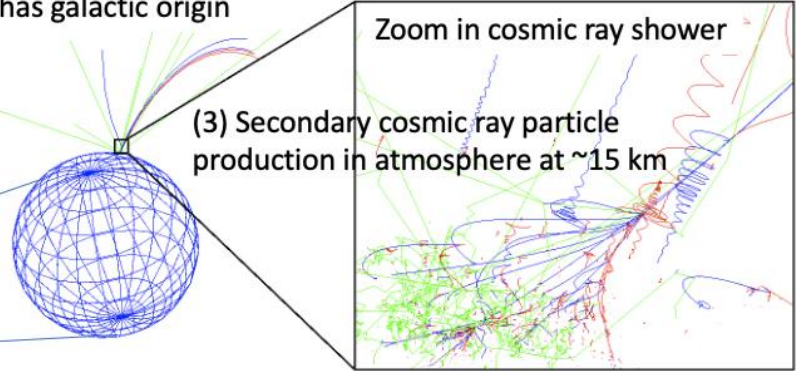 has galactic origin
Zoom in cosmic ray shower
(3) Secondary cosmic ray particle
production in atmosphere at ~15 km